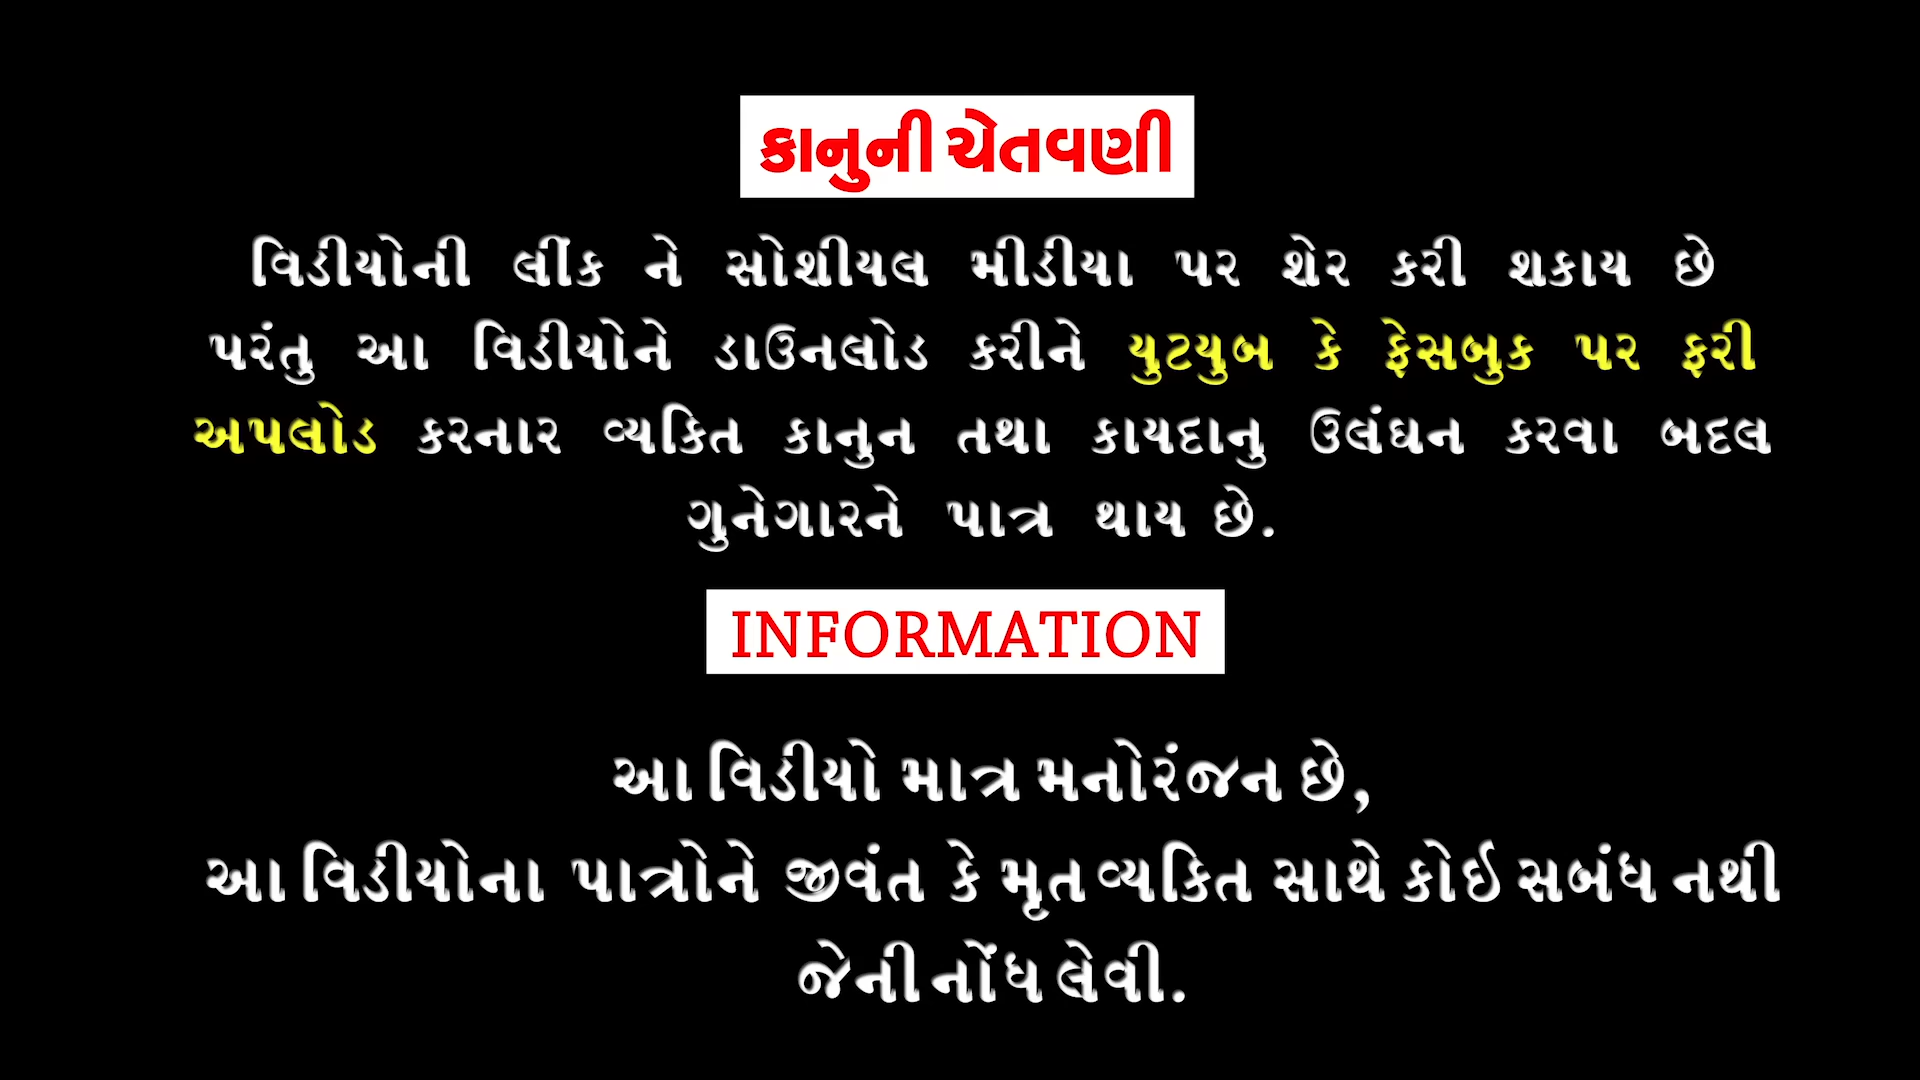 કાનુની ચેતવણી
વિડીયોની લીંક ને સોશીયલ મીડીયા પર શેર કરી શકાય છે
પરંતુ આ વિડીયોને ડાઉનલોડ કરીને યુટયુબ કે ફેસબુક પર ફરી
અપલોડ કરનાર વ્યકિત કાનુન તથા કાયદાનુ ઉલંઘન કરવા બદલ
ગુનેગારને પાત્ર થાય છે.
INFORMATION
આ વિડીયો માત્ર મનોરંજન છે,
આ વિડીયોના પાત્રોને જીવંત કે મૃત વ્યકિત સાથે કોઇ સબંધ નથી
જેની નોંધ લેવી.